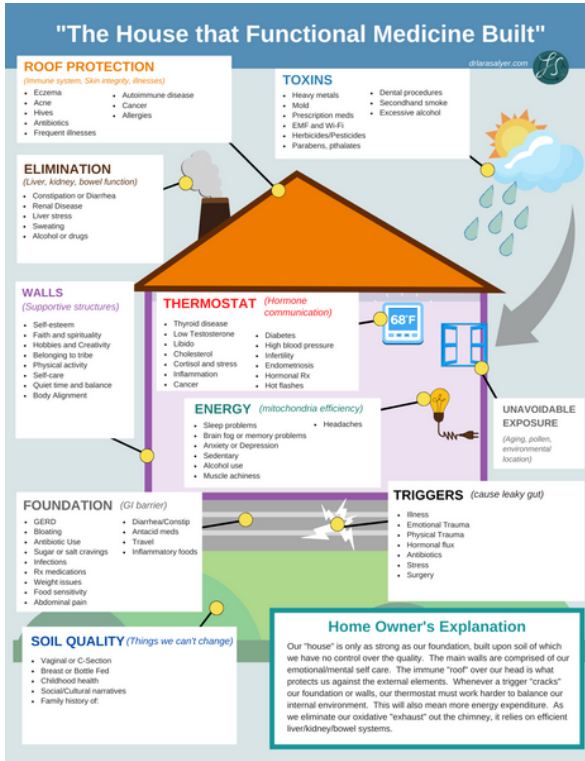 "The House that Functional Medicine Built"
drlarasalyer.com
ROOF PROTECTION
(Immune system, Skin integrity, illnesses)
Eczema
Acne
Hives
Antibiotics
Frequent illnesses
Autoimmune disease
Cancer
Allergies
TOXINS
Heavy metals
Mold
Prescription meds
EMF and Wi-Fi
Herbicides/Pesticides
Parabens, pthalates
Dental procedures
Secondhand smoke
Excessive alcohol
ELIMINATION
(Liver, kidney, bowel function)
Constipation or Diarrhea
Renal Disease
Liver stress
Sweating
Alcohol or drugs
WALLS
(Supportive structures)
Self-esteem
Faith and spirituality
Hobbies and Creativity
Belonging to tribe
Physical activity
Self-care
Quiet time and balance
Body Alignment
THERMOSTAT (Hormone
communication)
Thyroid disease
Low Testosterone
Libido
Cholesterol
Cortisol and stress
Inflammation
Cancer
Diabetes
High blood pressure
Infertility
Endometriosis
Hormonal Rx
Hot flashes
68°F
ENERGY (mitochondria efficiency)
Sleep problems
Brain fog or memory problems
Anxiety or Depression
Sedentary
Alcohol use
Muscle achiness
Headaches
UNAVOIDABLE
EXPOSURE
(Aging, pollen,
environmental
location)
FOUNDATION (GI barrier)
GERD
Bloating
Antibiotic Use
Sugar or salt cravings
Infections
Rx medications
Weight issues
Food sensitivity
Abdominal pain
Diarrhea/Constip
Antacid meds
Travel
Inflammatory foods
TRIGGERS (cause leaky gut)
Illness
Emotional Trauma
Physical Trauma
Hormonal flux
Antibiotics
Stress
Surgery
SOIL QUALITY (Things we can't change)
Vaginal or C-Section
Breast or Bottle Fed
Childhood health
Social/Cultural narratives
Family history of:
Home Owner's Explanation
Our "house" is only as strong as our foundation, built upon soil of which
we have no control over the quality. The main walls are comprised of our
emotional/mental self care. The immune "roof" over our head is what
protects us against the external elements. Whenever a trigger "cracks"
our foundation or walls, our thermostat must work harder to balance our
internal environment. This will also mean more energy expenditure. As
we eliminate our oxidative "exhaust" out the chimney, it relies on efficient
liver/kidney/bowel systems.